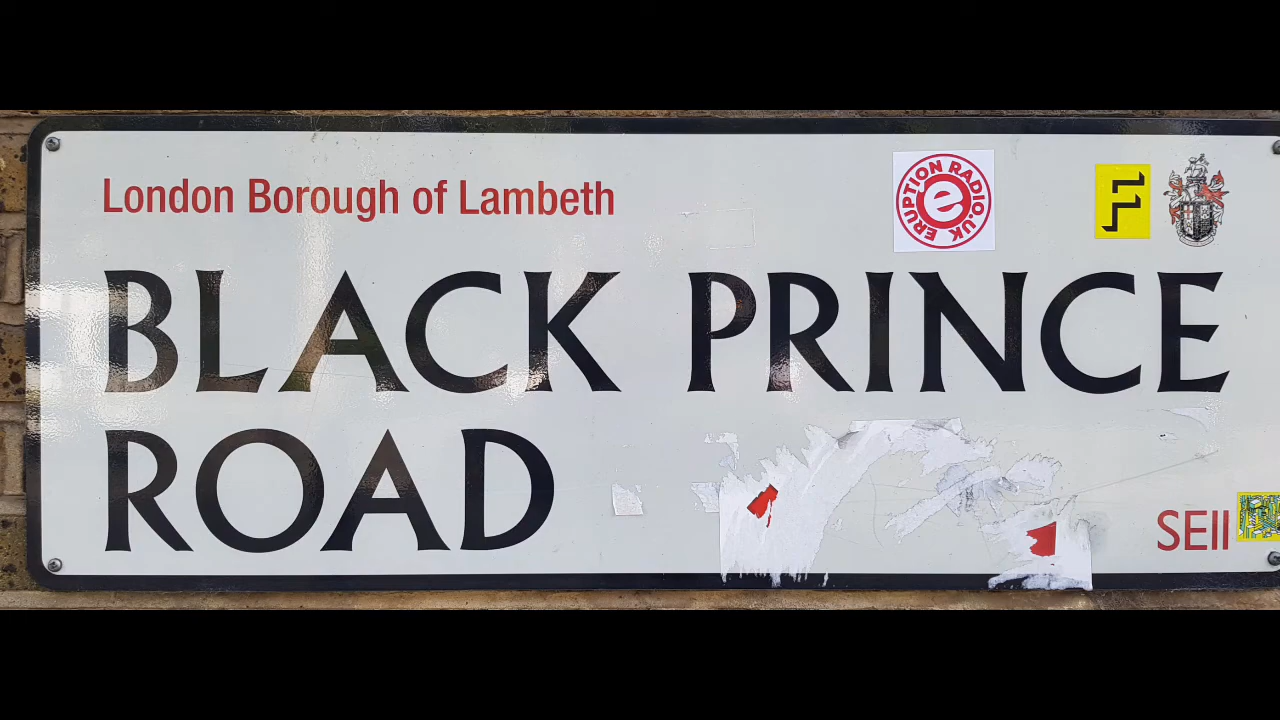 London Borough of Lambeth
ERUPTION RADIO.UK
e
F
BLACK PRINCE
ROAD
SE11